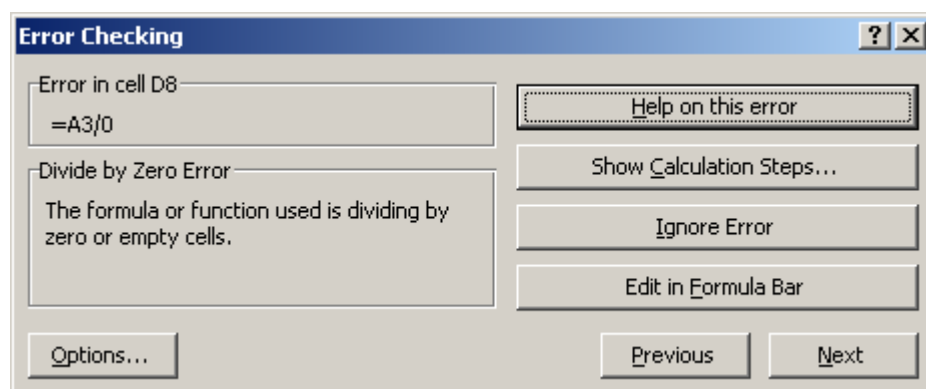 Error Checking
? X
Error in cell D8
=A3/0
Divide by Zero Error
The formula or function used is dividing by
zero or empty cells.
Help on this error
Show Calculation Steps...
Ignore Error
Edit in Formula Bar
Options...
Previous
Next